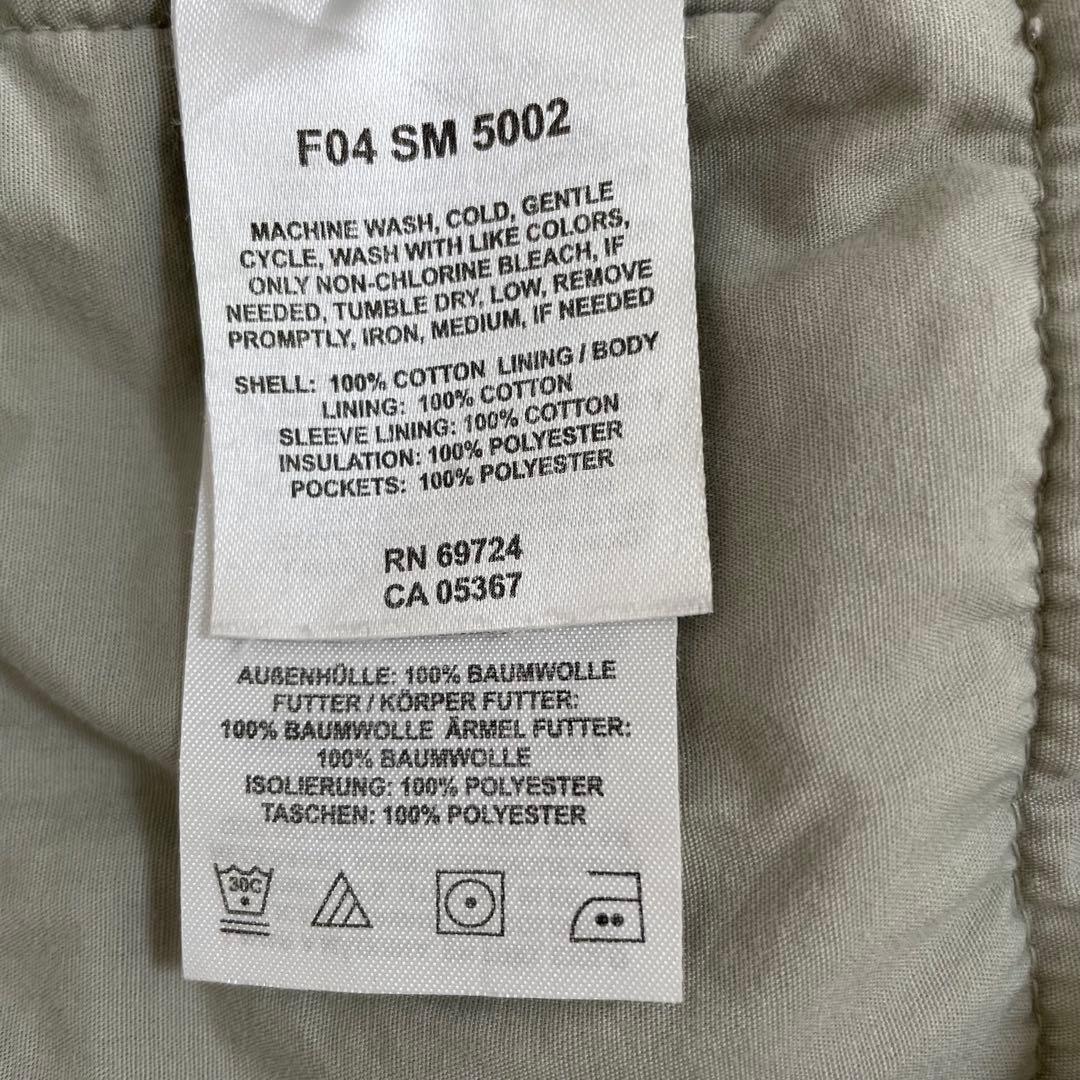 F04 SM 5002
MACHINE WASH, COLD, GENTLE
CYCLE, WASH WITH LIKE COLORS,
ONLY NON-CHLORINE BLEACH, IF
NEEDED, TUMBLE DRY, LOW, REMOVE
PROMPTLY, IRON, MEDIUM, IF NEEDED
SHELL: 100% COTTON LINING / BODY
LINING: 100% COTTON
SLEEVE LINING: 100% COTTON
INSULATION: 100% POLYESTER
POCKETS: 100% POLYESTER
RN 69724
CA 05367
AUßENHÜLLE: 100% BAUMWOLLE
FUTTER / KÖRPER FUTTER:
100% BAUMWOLLE ÄRMEL FUTTER:
100% BAUMWOLLE
ISOLIERUNG: 100% POLYESTER
TASCHEN: 100% POLYESTER
30C